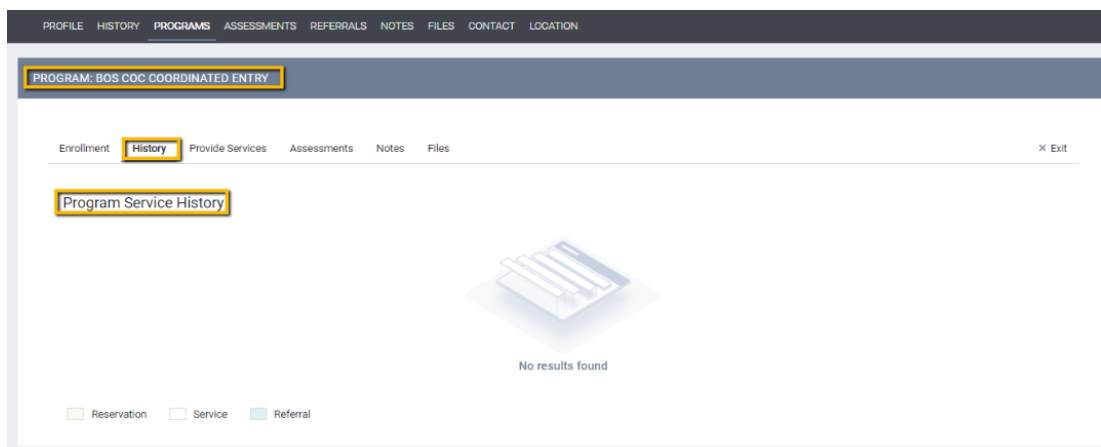 PROFILE HISTORY PROGRAMS ASSESSMENTS REFERRALS NOTES FILES CONTACT LOCATION
PROGRAM: BOS COC COORDINATED ENTRY
Enrollment History Provide Services Assessments Notes Files × Exit
Program Service History
No results found
Reservation Service Referral